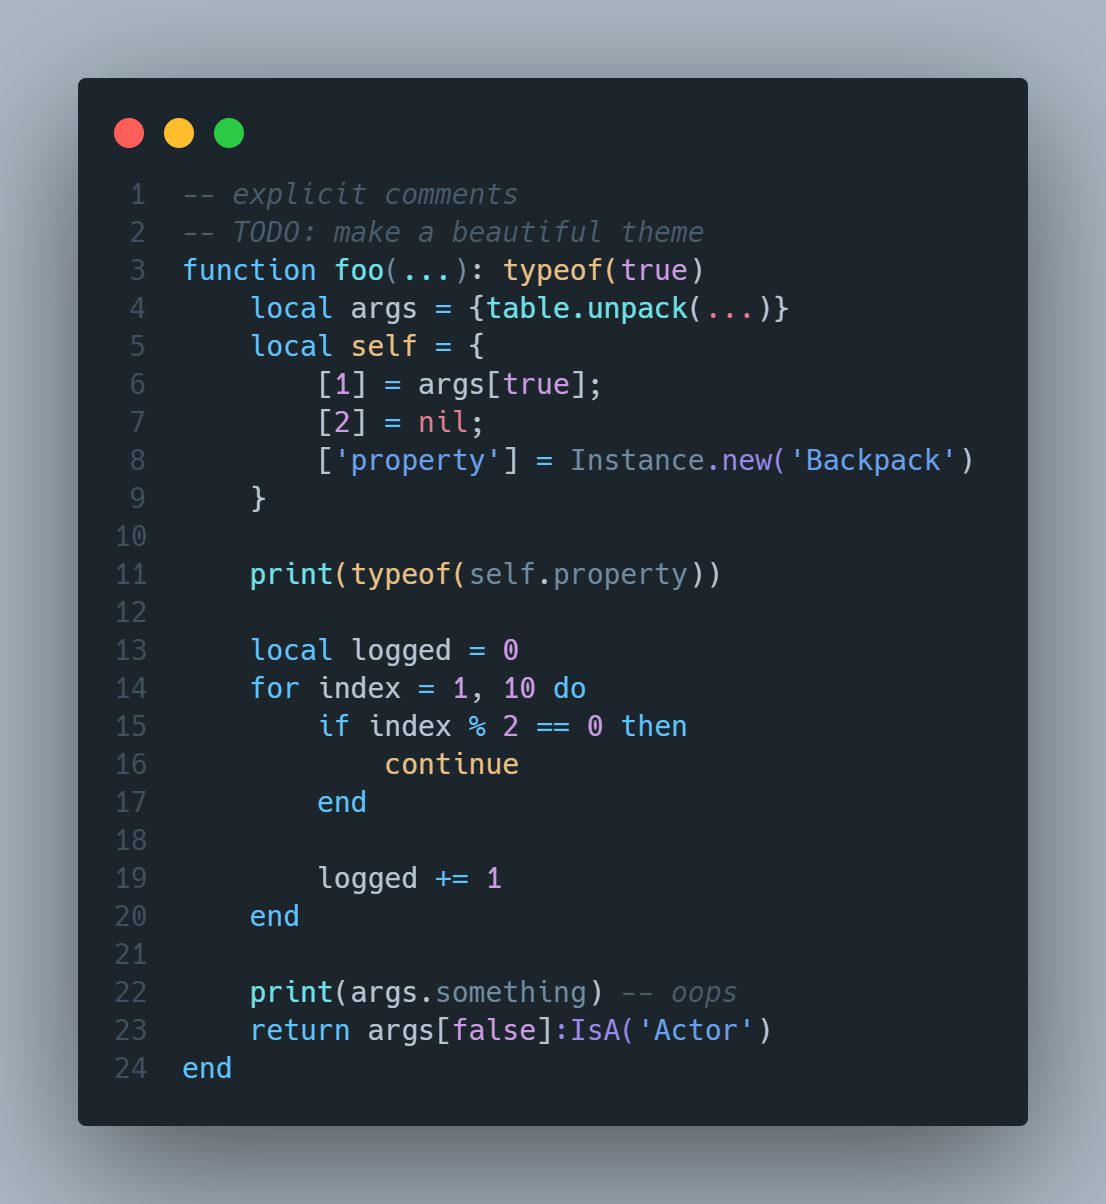 1 -- explicit comments
2 -- TODO: make a beautiful theme
3 function foo(...): typeof(true)
4     local args = {table.unpack(...)}
5     local self = {
6         [1] = args[true];
7         [2] = nil;
8         ['property'] = Instance.new('Backpack')
9     }
10
11     print(typeof(self.property))
12
13     local logged = 0
14     for index = 1, 10 do
15         if index % 2 == 0 then
16             continue
17         end
18
19         logged += 1
20     end
21
22     print(args.something) -- oops
23     return args[false]:IsA('Actor')
24 end